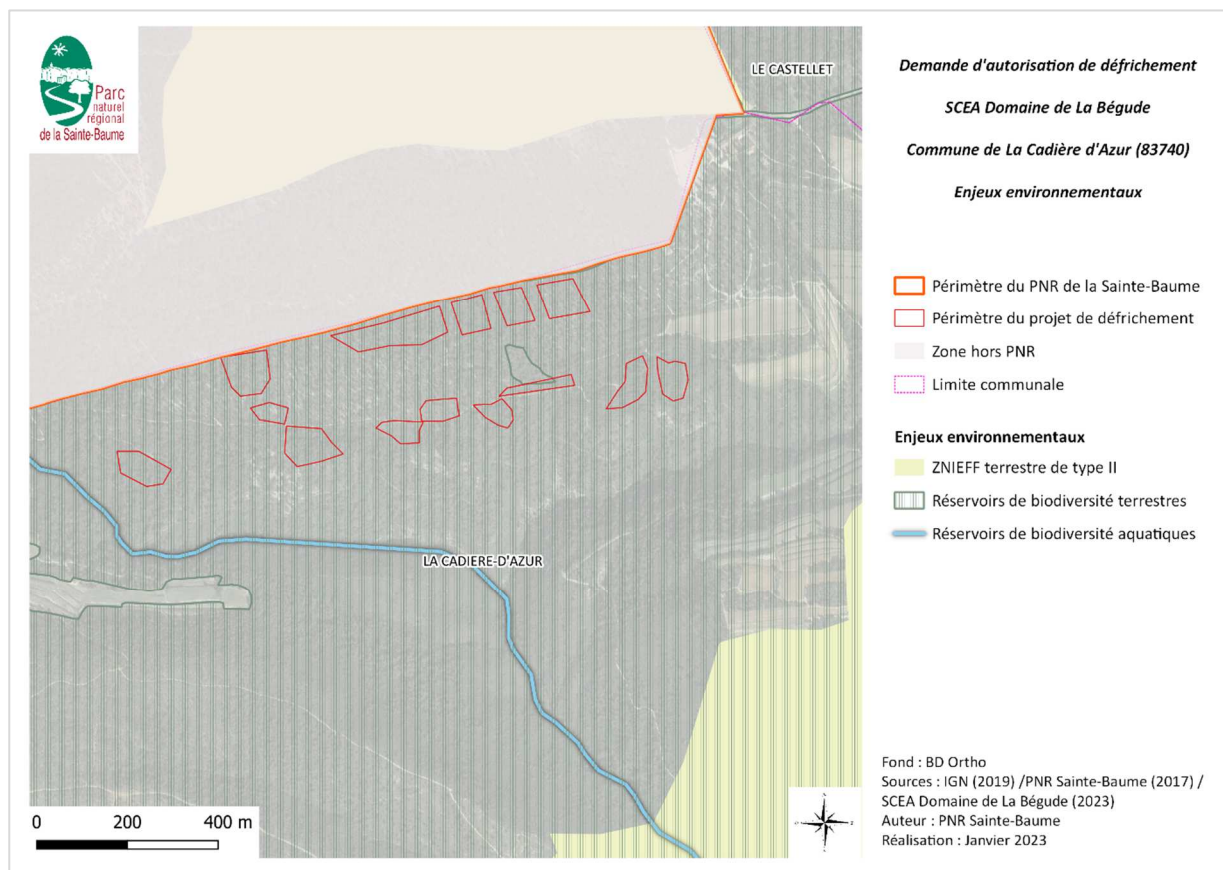 Parc
naturel
régional
de la Sainte-Baume
LE CASTELLET
LA CADIERE-D'AZUR
0 200 400 m
Demande d'autorisation de défrichement
SCEA Domaine de La Bégude
Commune de La Cadière d'Azur (83740)
Enjeux environnementaux
Périmètre du PNR de la Sainte-Baume
Périmètre du projet de défrichement
Zone hors PNR
Limite communale
Enjeux environnementaux
ZNIEFF terrestre de type II
Réservoirs de biodiversité terrestres
Réservoirs de biodiversité aquatiques
Fond : BD Ortho
Sources : IGN (2019) /PNR Sainte-Baume (2017) /
SCEA Domaine de La Bégude (2023)
Auteur : PNR Sainte-Baume
Réalisation : Janvier 2023